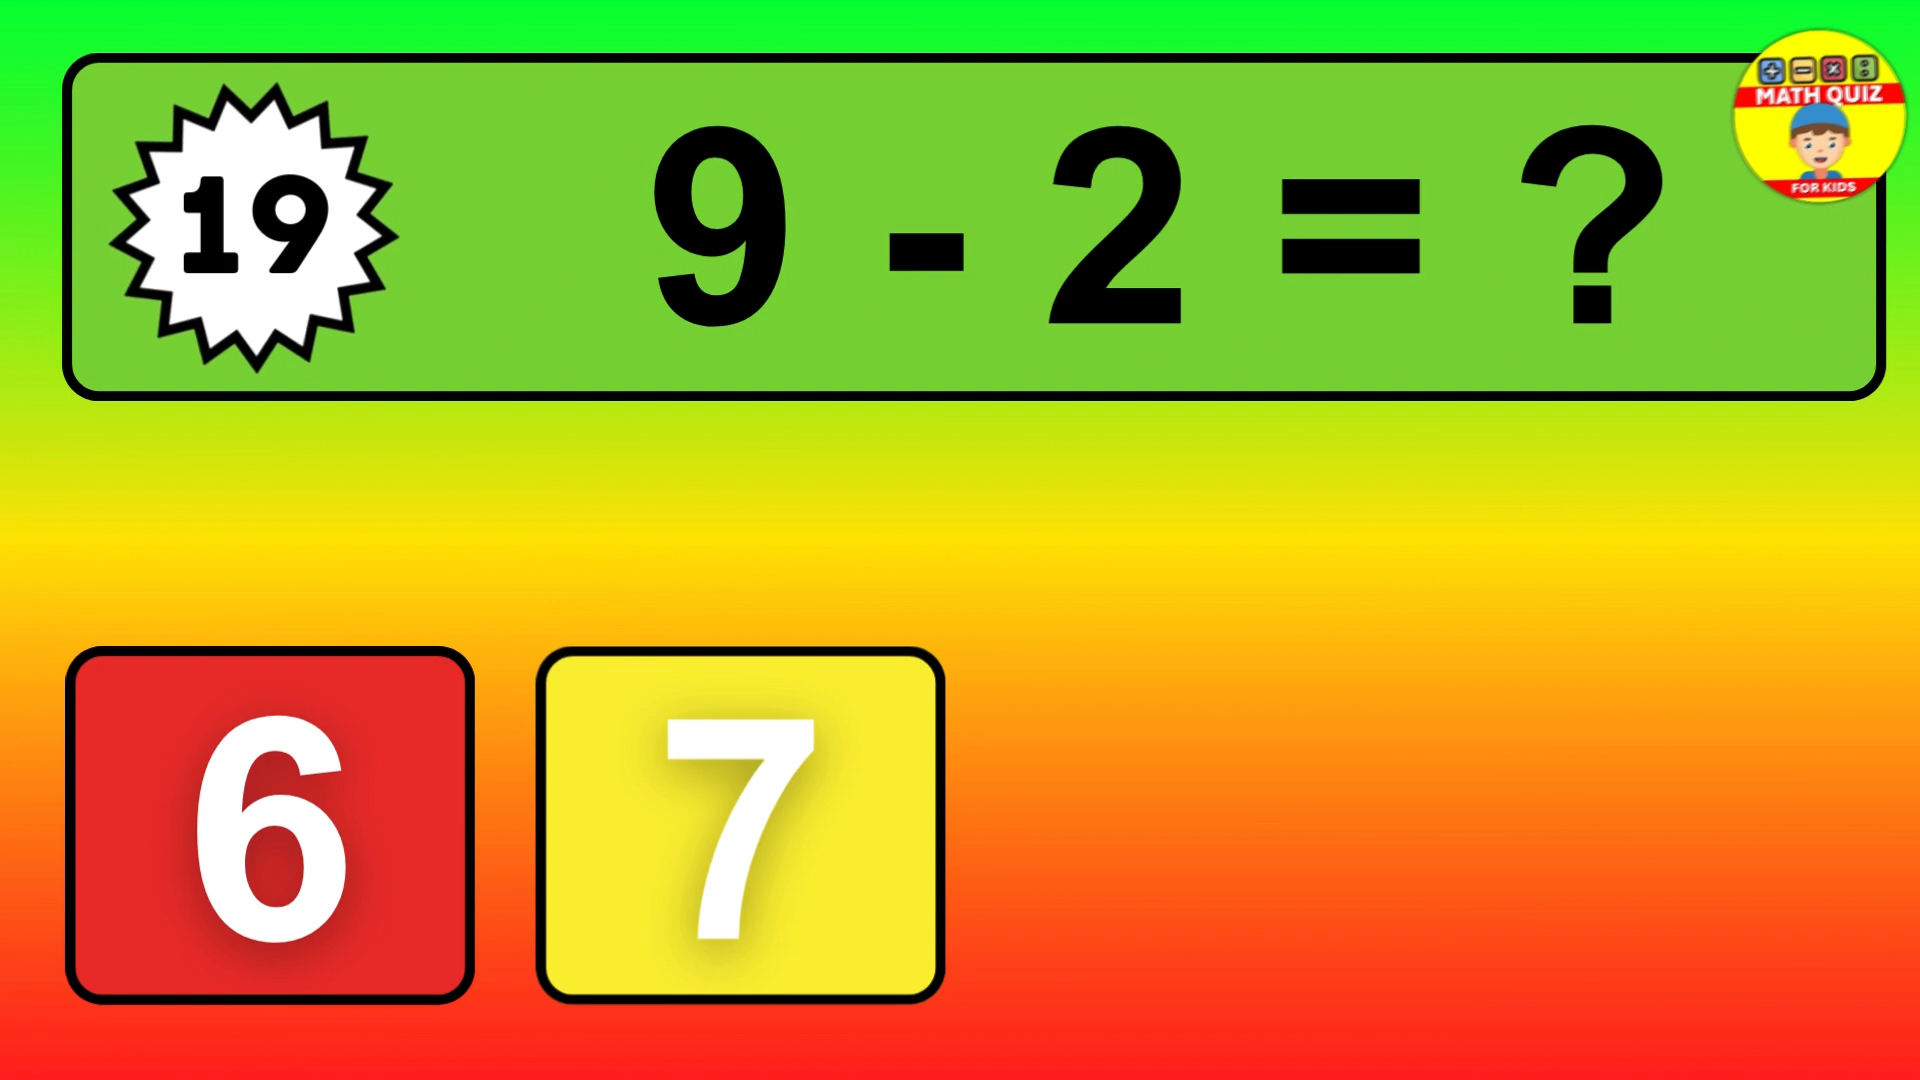 19
9 - 2 = ?
+ - × :
MATH QUIZ
FOR KIDS
6
7